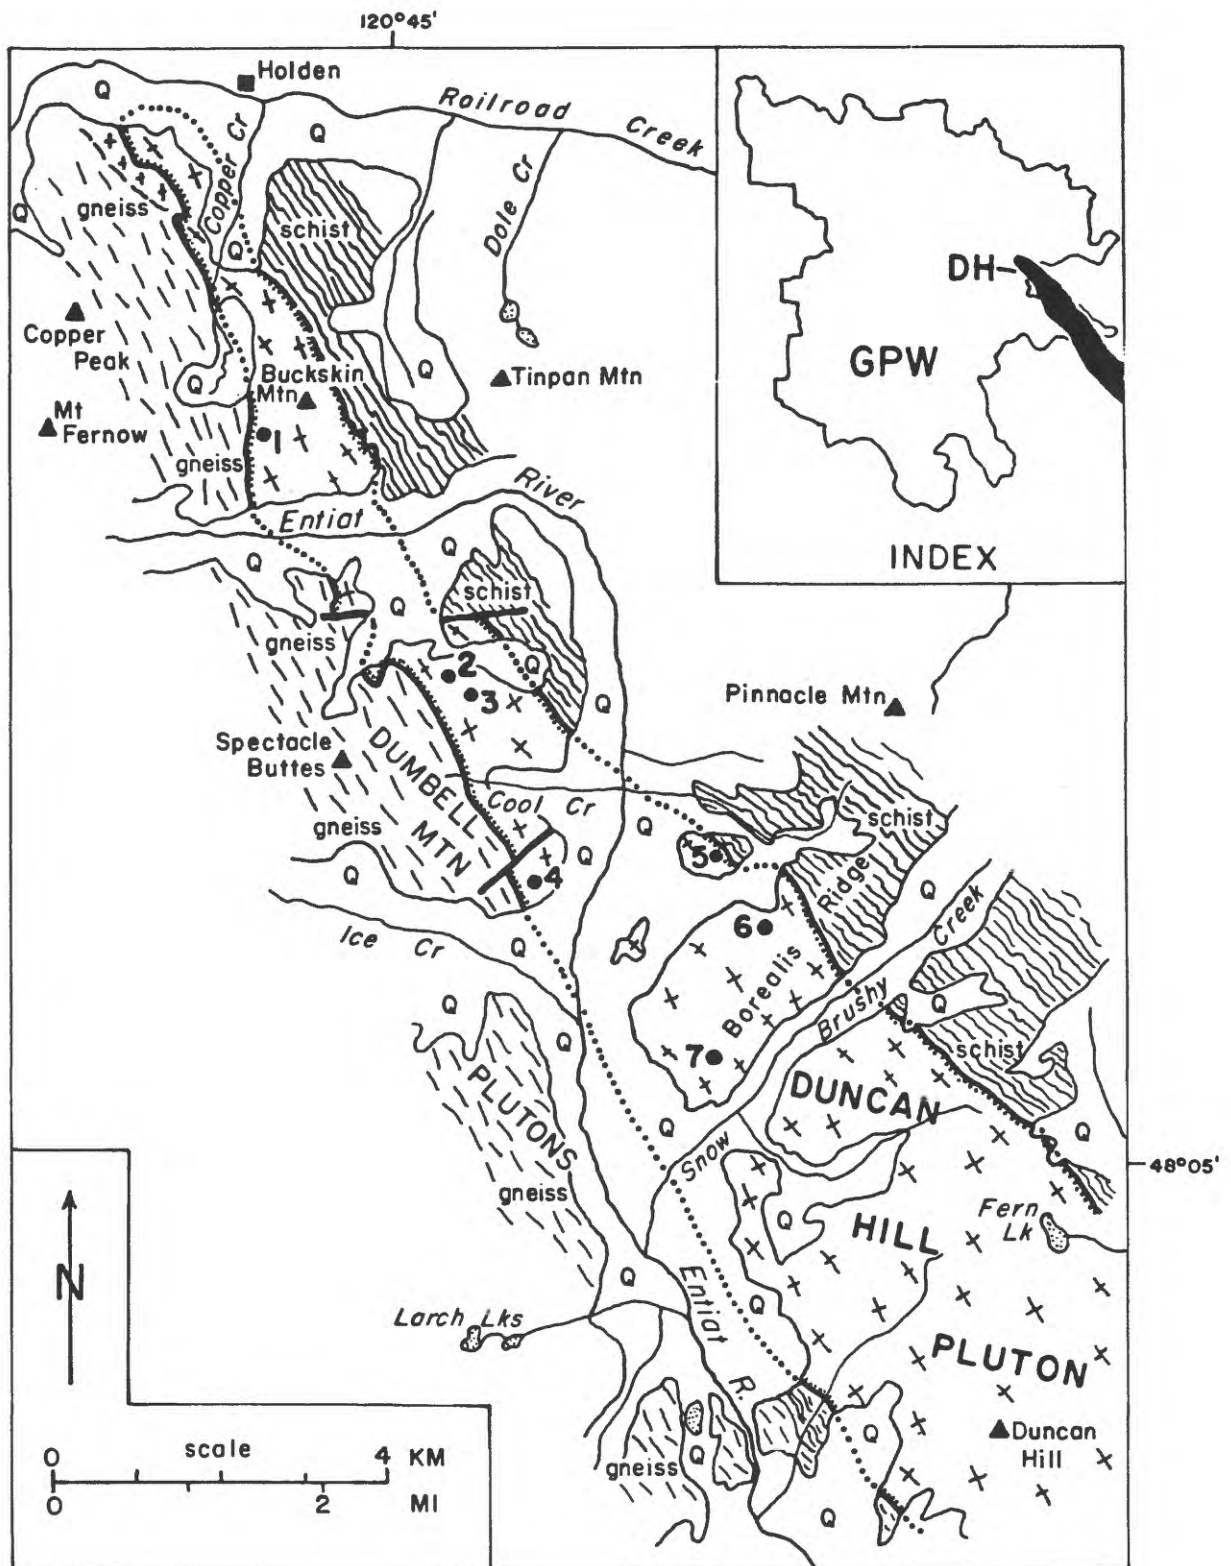 120°45'
Holden
Q
Railroad
Creek
Q
Copper Cr
Dole Cr
gneiss
Q
schist
Q
DH
Copper
Peak
GPW
Buckskin
Mtn
Q
Q
Tinpan Mtn
Mt
Fernow
1
gneiss
River
Entiat
INDEX
Q
Q
Q
schist
gneiss
2
Q
3
Q
Pinnacle Mtn
Spectacle
Buttes
DUMBELL
MTN
Cool Cr
schist
gneiss
Q
Q
5
Ridge
Q
Q
4
Creek
Ice Cr
Q
6
Borealis
Brushy
Q
Q
7
Q
schist
PLUTONS
DUNCAN
Q
Q
Snow
48°05'
gneiss
Q
HILL
Fern
Lk
N
Q
Entiat
R.
Q
Larch Lks
PLUTON
Duncan
Hill
Q
Q
gneiss
Q
scale
0 4 KM
0 2 MI